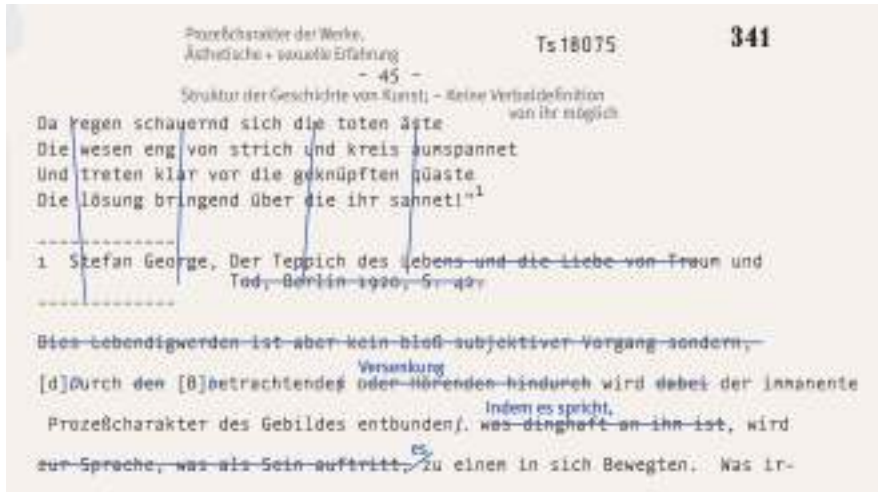 Prozeßcharakter der Werke.
Ästhetische + sexuelle Erfahrung
Ts 18075
341
- 45 -
Struktur der Geschichte von Kunst; - Keine Verbaldefinition
von ihr möglich
Da regen schauernd sich die toten äste
Die wesen eng von strich und kreis umspannet
Und treten klar vor die geknüpften quäste
Die lösung bringend über die ihr sannet!"1
--------------
1 Stefan George, Der Teppich des Lebens und die Liebe von Traum und
Tod, Berlin 1920, S. 42.
--------------
Dies Lebendigwerden ist aber kein bloß subjektiver Vorgang sondern,
Versenkung
[d]Durch den [B]betrachtendes oder Hörenden hindurch wird dabei der immanente
Indem es spricht,
Prozeßcharakter des Gebildes entbunden/. was dinghaft an ihm ist, wird
es
zur Sprache, was als Sein auftritt, zu einem in sich Bewegten. Was ir-